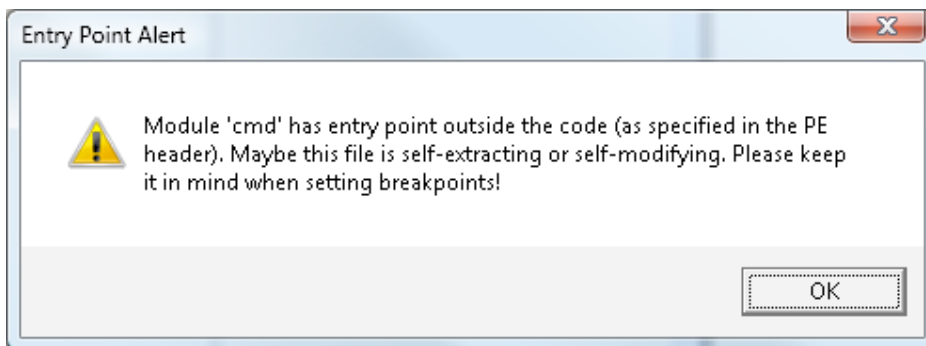 Entry Point Alert
Module 'cmd' has entry point outside the code (as specified in the PE
header). Maybe this file is self-extracting or self-modifying. Please keep
it in mind when setting breakpoints!
OK